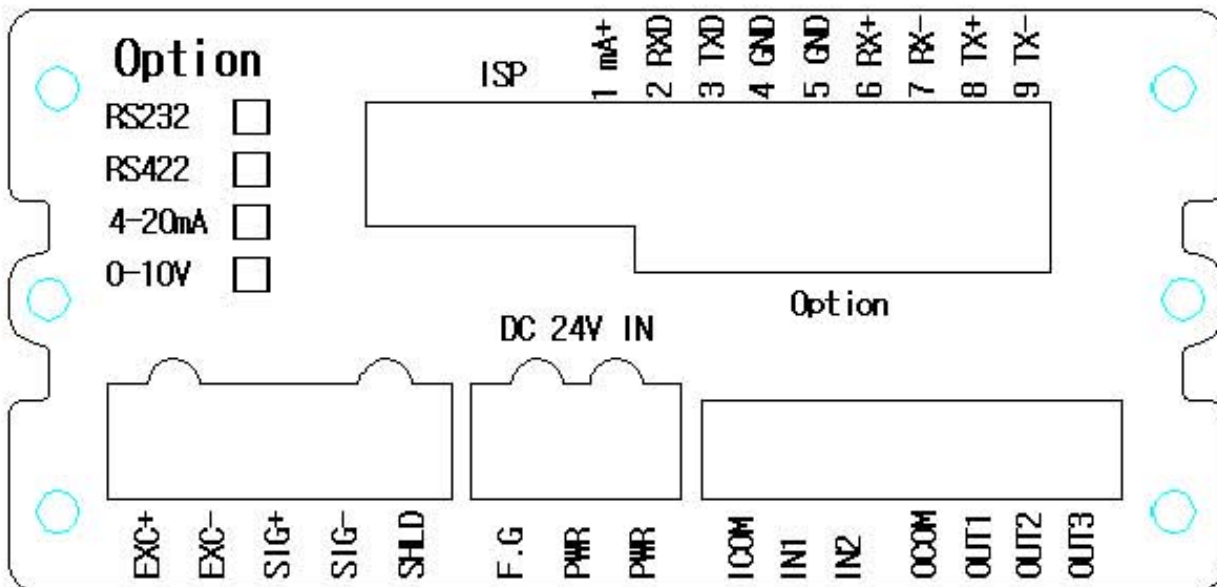 Option
RS232
RS422
4-20mA
0-10V
ISP
1 mA+
2 RXD
3 TXD
4 GND
5 GND
6 RX+
7 RX-
8 TX+
9 TX-
Option
DC 24V IN
EXC+
EXC-
SIG+
SIG-
SHLD
F.G
PWR
PWR
ICOM
IN1
IN2
OCOM
OUT1
OUT2
OUT3